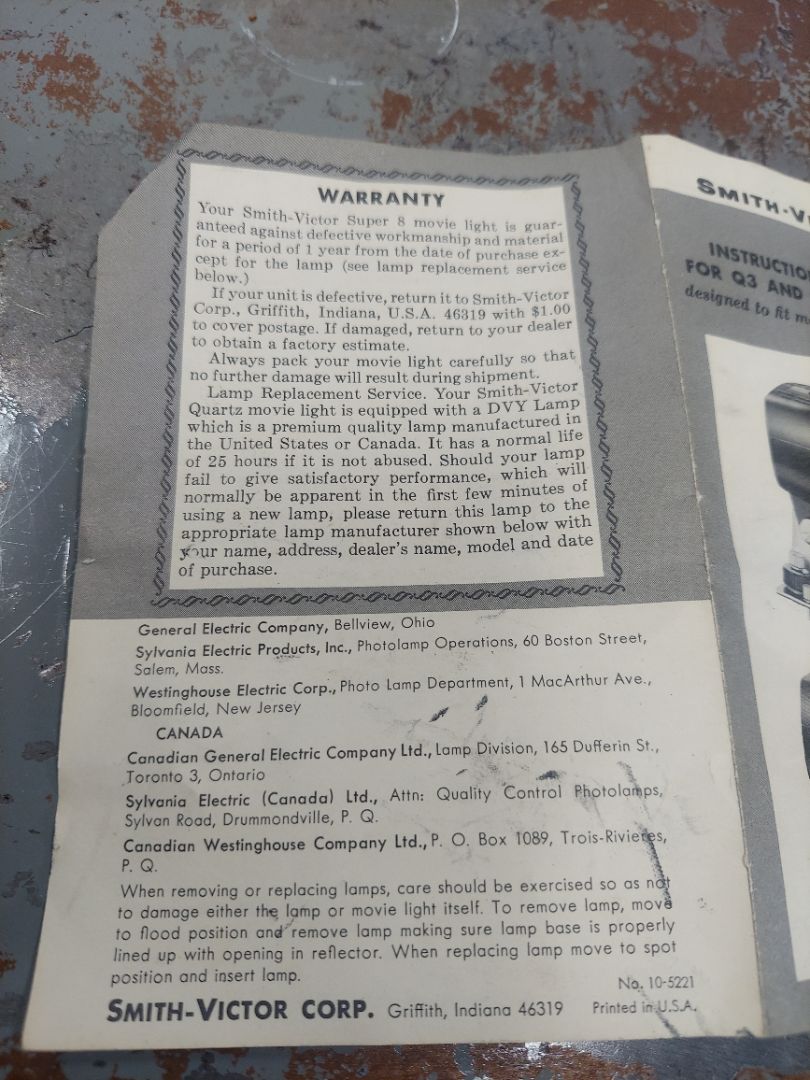 WARRANTY
Your Smith-Victor Super 8 movie light is guar-
anteed against defective workmanship and material
for a period of 1 year from the date of purchase ex-
cept for the lamp (see lamp replacement service
below.)
If your unit is defective, return it to Smith-Victor
Corp., Griffith, Indiana, U.S.A. 46319 with $1.00
to cover postage. If damaged, return to your dealer
to obtain a factory estimate.
Always pack your movie light carefully so that
no further damage will result during shipment.
Lamp Replacement Service. Your Smith-Victor
Quartz movie light is equipped with a DVY Lamp
which is a premium quality lamp manufactured in
the United States or Canada. It has a normal life
of 25 hours if it is not abused. Should your lamp
fail to give satisfactory performance, which will
normally be apparent in the first few minutes of
using a new lamp, please return this lamp to the
appropriate lamp manufacturer shown below with
your name, address, dealer's name, model and date
of purchase.
General Electric Company, Bellview, Ohio
Sylvania Electric Products, Inc., Photolamp Operations, 60 Boston Street,
Salem, Mass.
Westinghouse Electric Corp., Photo Lamp Department, 1 MacArthur Ave.,
Bloomfield, New Jersey
CANADA
Canadian General Electric Company Ltd., Lamp Division, 165 Dufferin St.,
Toronto 3, Ontario
Sylvania Electric (Canada) Ltd., Attn: Quality Control Photolamps,
Sylvan Road, Drummondville, P. Q.
Canadian Westinghouse Company Ltd., P. O. Box 1089, Trois-Rivieres,
P. Q.
When removing or replacing lamps, care should be exercised so as not
to damage either the lamp or movie light itself. To remove lamp, move
to flood position and remove lamp making sure lamp base is properly
lined up with opening in reflector. When replacing lamp move to spot
position and insert lamp.
No. 10-5221
SMITH-VICTOR CORP. Griffith, Indiana 46319 Printed in U.S.A.
SMITH-V
INSTRUCTIO
FOR Q3 AND
designed to fit m